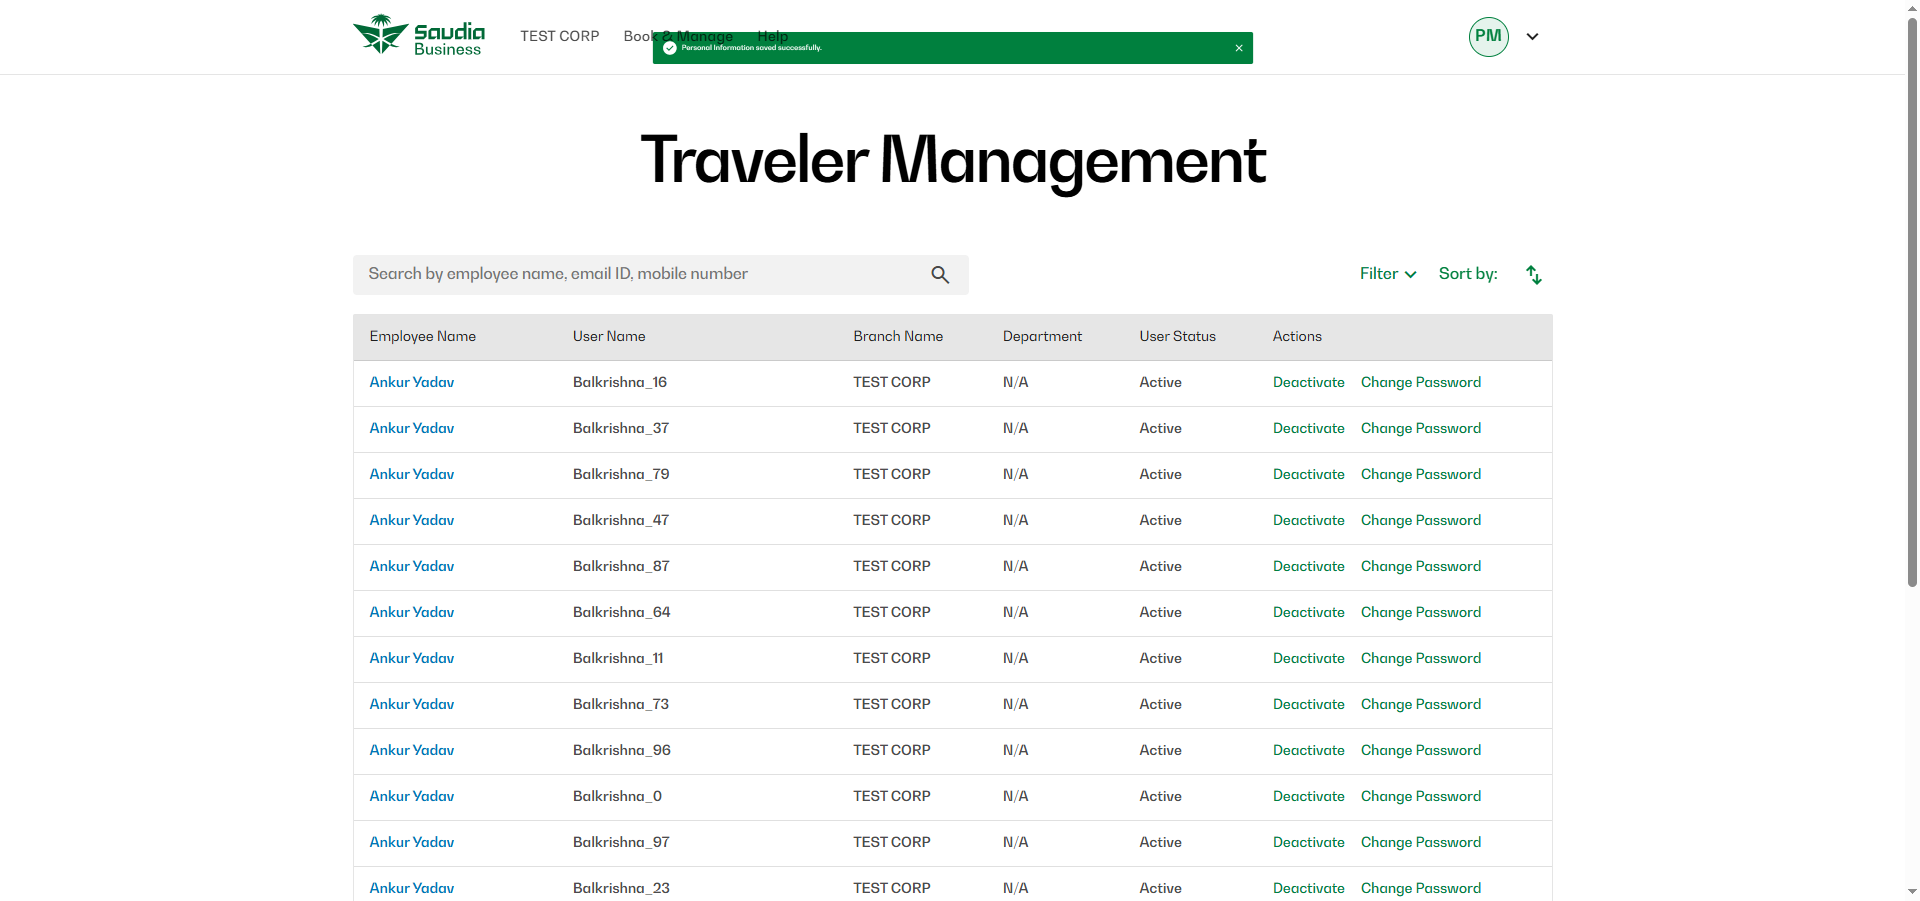 Saudia
Business
TEST CORP
Book & Manage
Help
Personal Information saved successfully.
PM
Traveler Management
Search by employee name, email ID, mobile number
Filter
Sort by:
Employee Name User Name Branch Name Department User Status Actions
Ankur Yadav Balkrishna_16 TEST CORP N/A Active Deactivate Change Password
Ankur Yadav Balkrishna_37 TEST CORP N/A Active Deactivate Change Password
Ankur Yadav Balkrishna_79 TEST CORP N/A Active Deactivate Change Password
Ankur Yadav Balkrishna_47 TEST CORP N/A Active Deactivate Change Password
Ankur Yadav Balkrishna_87 TEST CORP N/A Active Deactivate Change Password
Ankur Yadav Balkrishna_64 TEST CORP N/A Active Deactivate Change Password
Ankur Yadav Balkrishna_11 TEST CORP N/A Active Deactivate Change Password
Ankur Yadav Balkrishna_73 TEST CORP N/A Active Deactivate Change Password
Ankur Yadav Balkrishna_96 TEST CORP N/A Active Deactivate Change Password
Ankur Yadav Balkrishna_0 TEST CORP N/A Active Deactivate Change Password
Ankur Yadav Balkrishna_97 TEST CORP N/A Active Deactivate Change Password
Ankur Yadav Balkrishna_23 TEST CORP N/A Active Deactivate Change Password